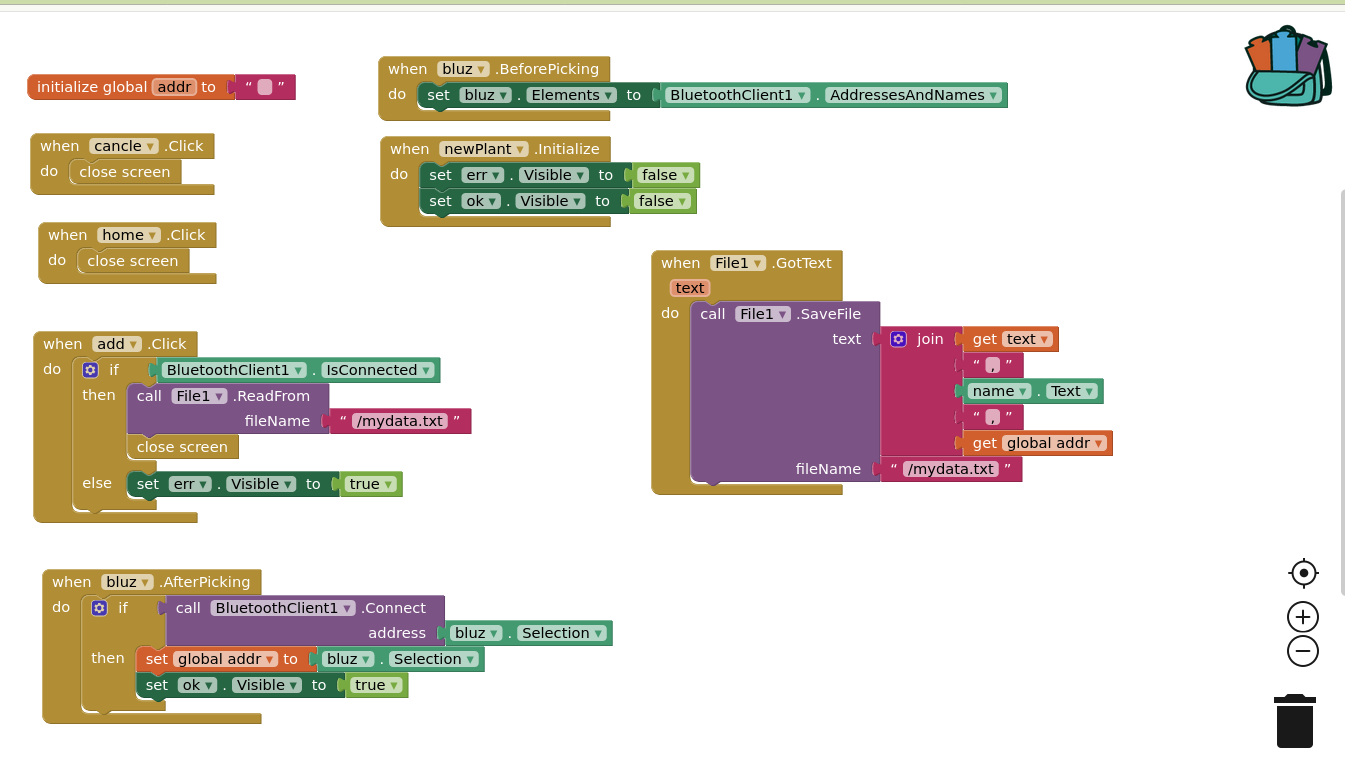 initialize global addr to “ ”
when cancle .Click
do close screen
when home .Click
do close screen
when add .Click
do if BluetoothClient1 . IsConnected
then call File1 .ReadFrom
fileName “ /mydata.txt ”
close screen
else set err . Visible to true
when bluz .AfterPicking
do if call BluetoothClient1 .Connect
address bluz . Selection
then set global addr to bluz . Selection
set ok . Visible to true
when bluz .BeforePicking
do set bluz . Elements to BluetoothClient1 . AddressesAndNames
when newPlant .Initialize
do set err . Visible to false
set ok . Visible to false
when File1 .GotText
text
do call File1 .SaveFile
text join get text
“ , ”
name . Text
“ , ”
get global addr
fileName “ /mydata.txt ”